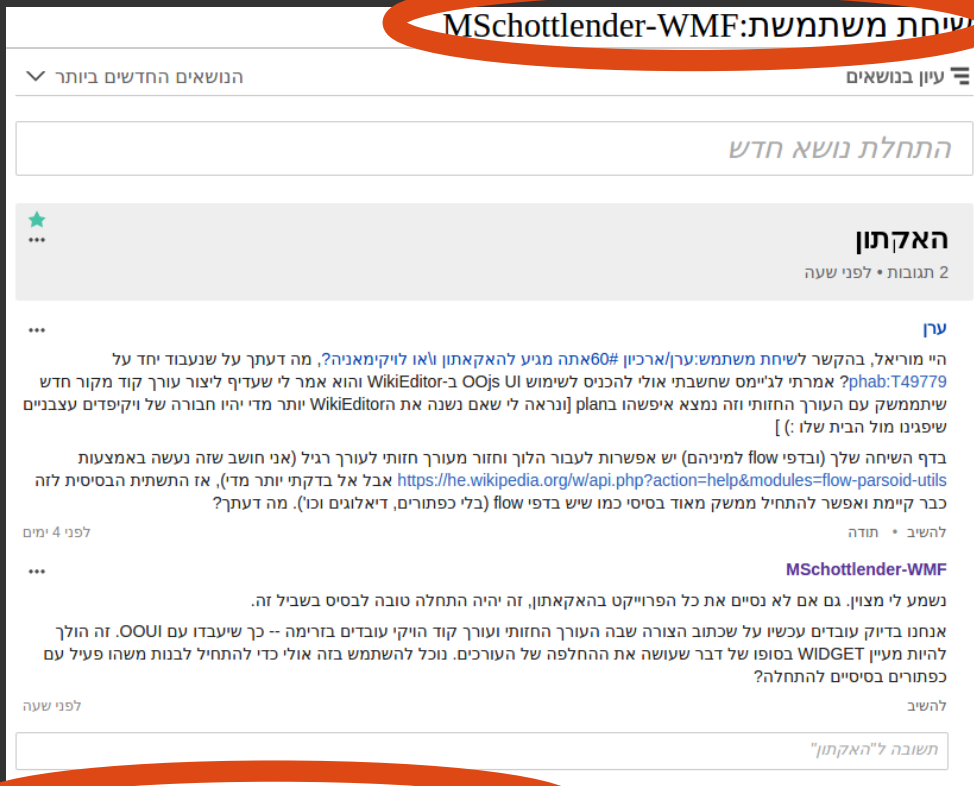 שיחת משתמשת:MSchottlender-WMF
עיון בנושאים
הנושאים החדשים ביותר
התחלת נושא חדש
האקתון
2 תגובות • לפני שעה
ערן
היי מוריאל, בהקשר לשיחת משתמש:ערן/ארכיון 60#אתה מגיע להאקאתון ו\או לויקימאניה?, מה דעתך על שנעבוד יחד על
phab:T49779? אמרתי לג'יימס שחשבתי אולי להכניס לשימוש OOjs UI ב-WikiEditor והוא אמר לי שעדיף ליצור עורך קוד מקור חדש
שיתממשק עם העורך החזותי וזה נמצא איפשהו בplan [ונראה לי שאם נשנה את הWikiEditor יותר מדי יהיו חבורה של ויקיפדים עצבניים
שיפגינו מול הבית שלו :) ]
בדף השיחה שלך (ובדפי flow למיניהם) יש אפשרות לעבור הלוך וחזור מעורך חזותי לעורך רגיל (אני חושב שזה נעשה באמצעות
https://he.wikipedia.org/w/api.php?action=help&modules=flow-parsoid-utils אבל אל בדקתי יותר מדי), אז התשתית הבסיסית לזה
כבר קיימת ואפשר להתחיל ממשק מאוד בסיסי כמו שיש בדפי flow (בלי כפתורים, דיאלוגים וכו'). מה דעתך?
להשיב • תודה
לפני 4 ימים
MSchottlender-WMF
נשמע לי מצוין. גם אם לא נסיים את כל הפרוייקט בהאקאתון, זה יהיה התחלה טובה לבסיס בשביל זה.
אנחנו בדיוק עובדים עכשיו על שכתוב הצורה שבה העורך החזותי ועורך קוד הויקי עובדים בזרימה -- כך שיעבדו עם OOUI. זה הולך
להיות מעיין WIDGET בסופו של דבר שעושה את ההחלפה של העורכים. נוכל להשתמש בזה אולי כדי להתחיל לבנות משהו פעיל עם
כפתורים בסיסיים להתחלה?
להשיב
לפני שעה
תשובה ל"האקתון"